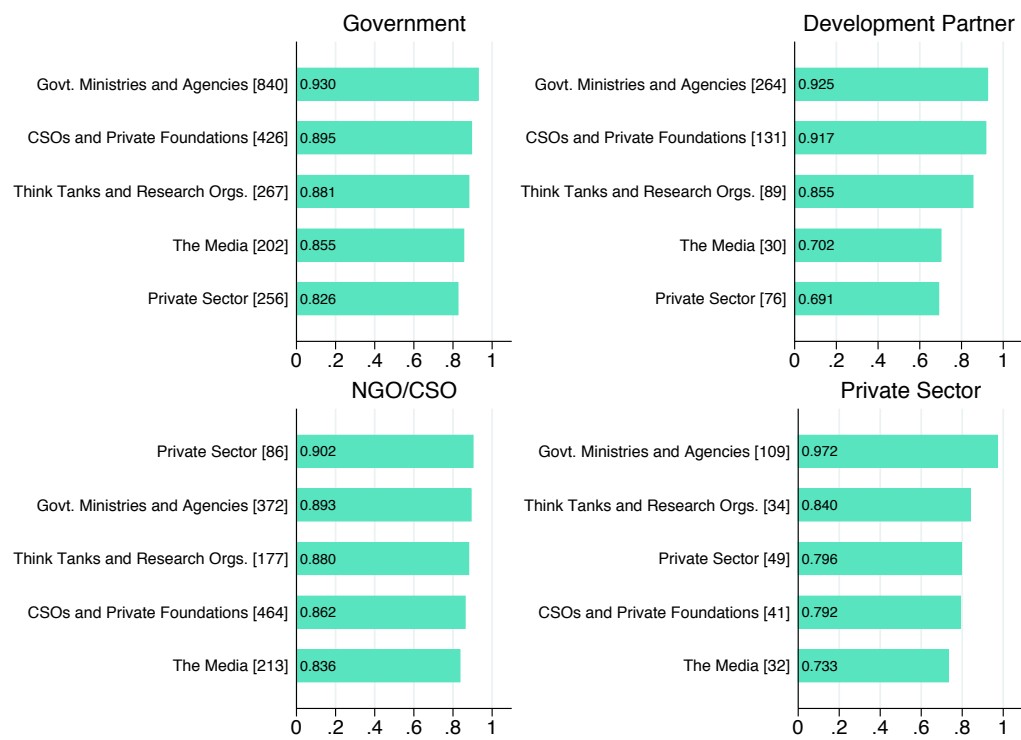 Government
Govt. Ministries and Agencies [840] 0.930
CSOs and Private Foundations [426] 0.895
Think Tanks and Research Orgs. [267] 0.881
The Media [202] 0.855
Private Sector [256] 0.826
0 .2 .4 .6 .8 1
Development Partner
Govt. Ministries and Agencies [264] 0.925
CSOs and Private Foundations [131] 0.917
Think Tanks and Research Orgs. [89] 0.855
The Media [30] 0.702
Private Sector [76] 0.691
0 .2 .4 .6 .8 1
NGO/CSO
Private Sector [86] 0.902
Govt. Ministries and Agencies [372] 0.893
Think Tanks and Research Orgs. [177] 0.880
CSOs and Private Foundations [464] 0.862
The Media [213] 0.836
0 .2 .4 .6 .8 1
Private Sector
Govt. Ministries and Agencies [109] 0.972
Think Tanks and Research Orgs. [34] 0.840
Private Sector [49] 0.796
CSOs and Private Foundations [41] 0.792
The Media [32] 0.733
0 .2 .4 .6 .8 1